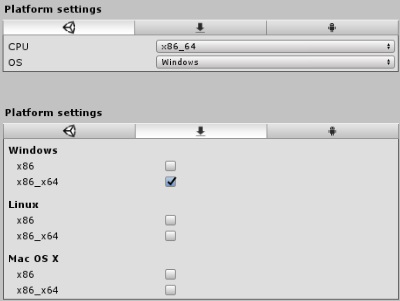 Platform settings
CPU x86_64
OS Windows
Platform settings
Windows
x86
x86_x64
Linux
x86
x86_x64
Mac OS X
x86
x86_x64